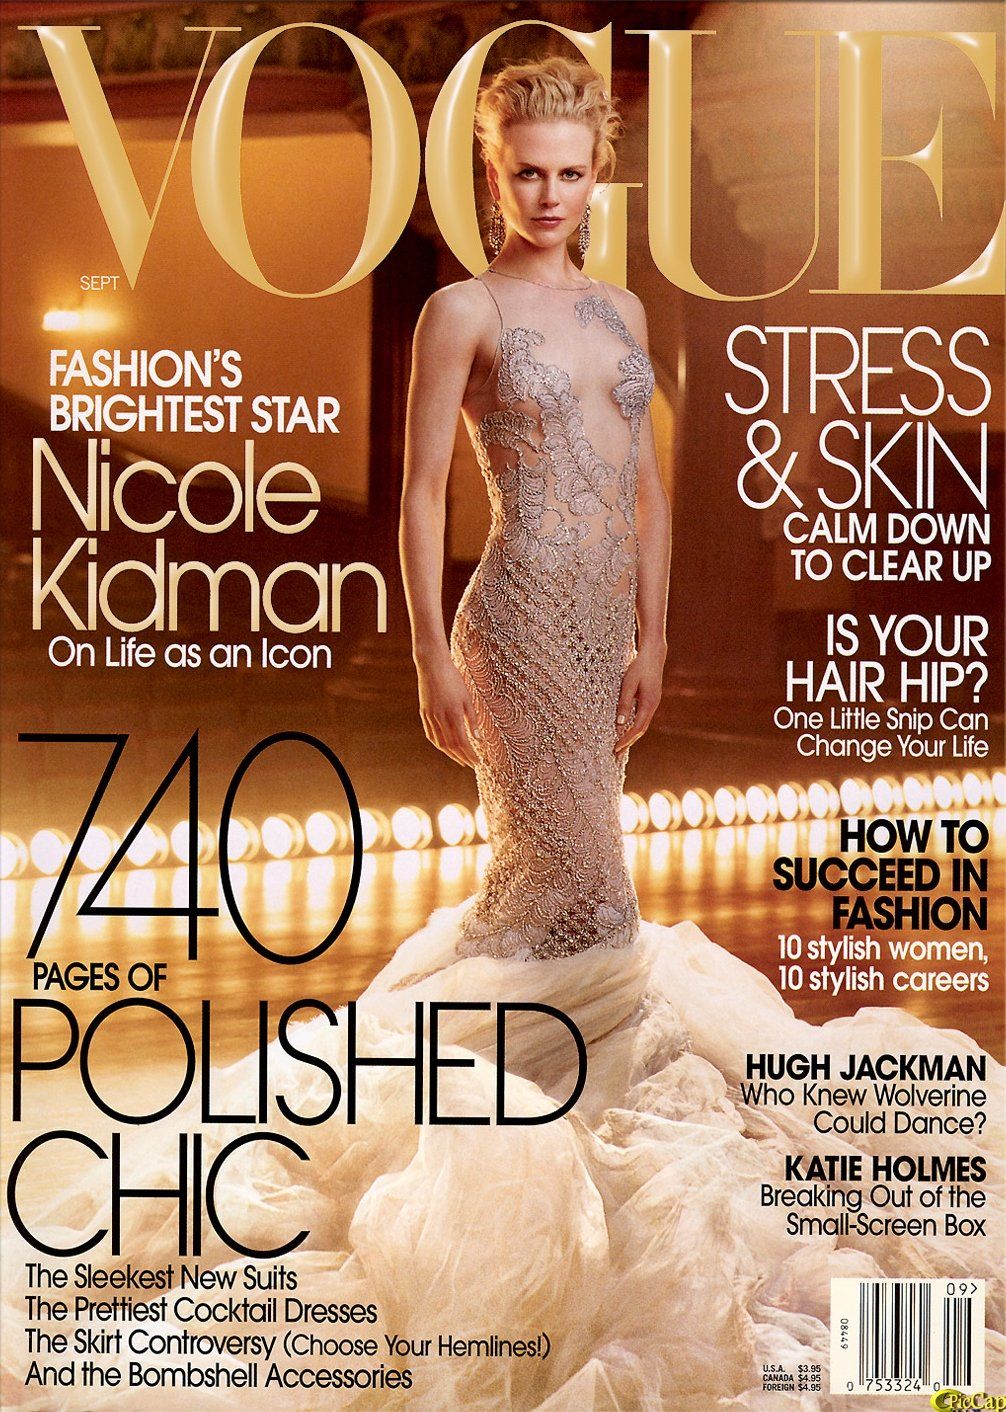 VOGUE
SEPT
FASHION'S
BRIGHTEST STAR
Nicole
Kidman
On Life as an Icon
740
PAGES OF
POLISHED
CHIC
The Sleekest New Suits
The Prettiest Cocktail Dresses
The Skirt Controversy (Choose Your Hemlines!)
And the Bombshell Accessories
STRESS
& SKIN
CALM DOWN
TO CLEAR UP
IS YOUR
HAIR HIP?
One Little Snip Can
Change Your Life
HOW TO
SUCCEED IN
FASHION
10 stylish women,
10 stylish careers
HUGH JACKMAN
Who Knew Wolverine
Could Dance?
KATIE HOLMES
Breaking Out of the
Small-Screen Box
U.S.A. $3.95
CANADA $4.95
FOREIGN $4.95
09>
08449
0 753324 0
PicCap